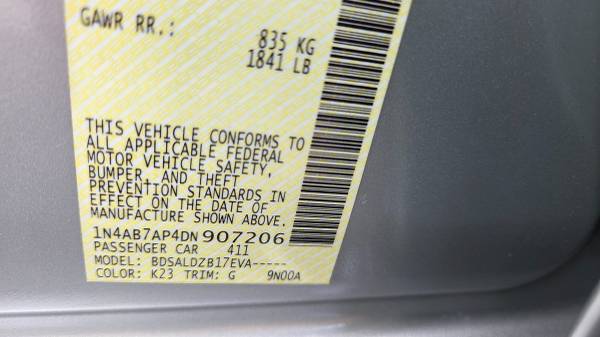 GAWR RR.:
835 KG
1841 LB
THIS VEHICLE CONFORMS TO
ALL APPLICABLE FEDERAL
MOTOR VEHICLE SAFETY,
BUMPER, AND THEFT
PREVENTION STANDARDS IN
EFFECT ON THE DATE OF
MANUFACTURE SHOWN ABOVE.
1N4AB7AP4DN907206
PASSENGER CAR 411
MODEL: BDSALDZB17EVA-----
COLOR: K23 TRIM: G 9N00A